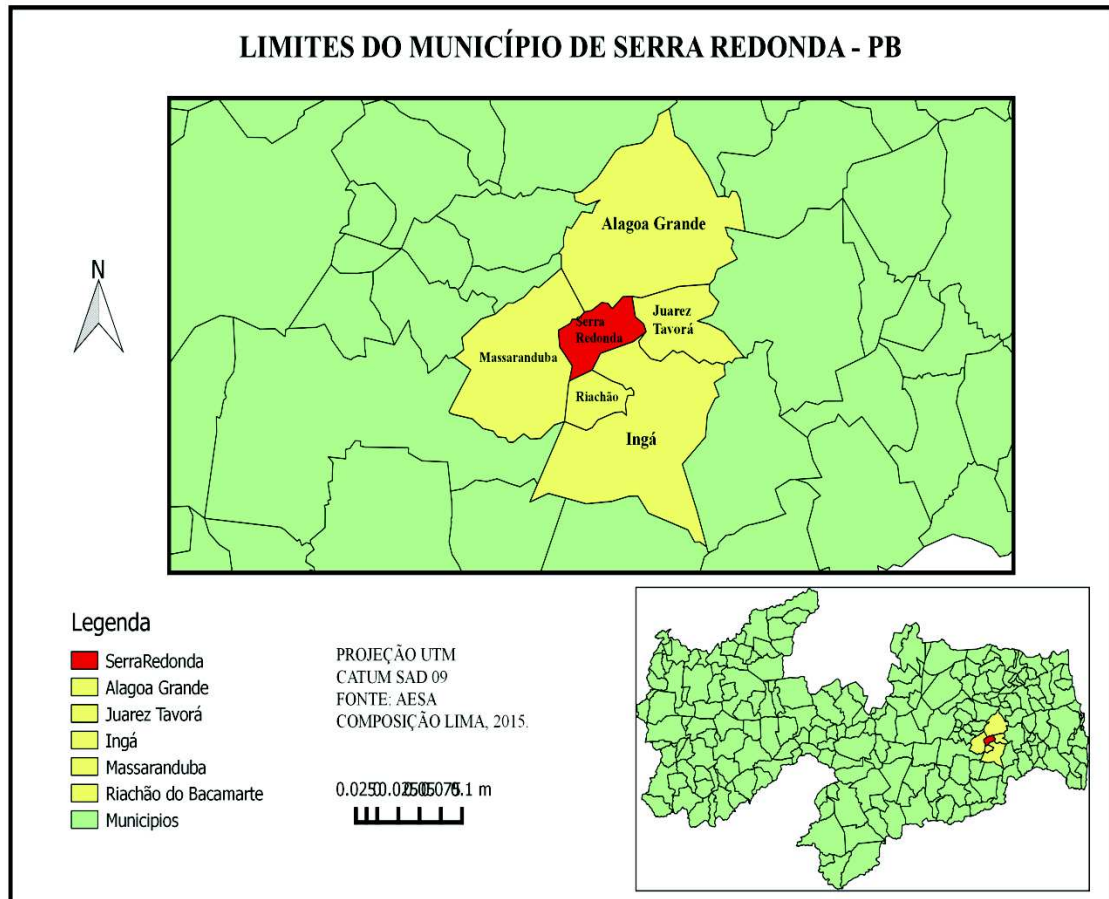 LIMITES DO MUNICÍPIO DE SERRA REDONDA - PB
Alagoa Grande
N
Juarez
Tavorá
Serra
Redonda
Massaranduba
Riachão
Ingá
Legenda
SerraRedonda
Alagoa Grande
Juarez Tavorá
Ingá
Massaranduba
Riachão do Bacamarte
Municipios
PROJEÇÃO UTM
CATUM SAD 09
FONTE: AESA
COMPOSIÇÃO LIMA, 2015.
0.1 m